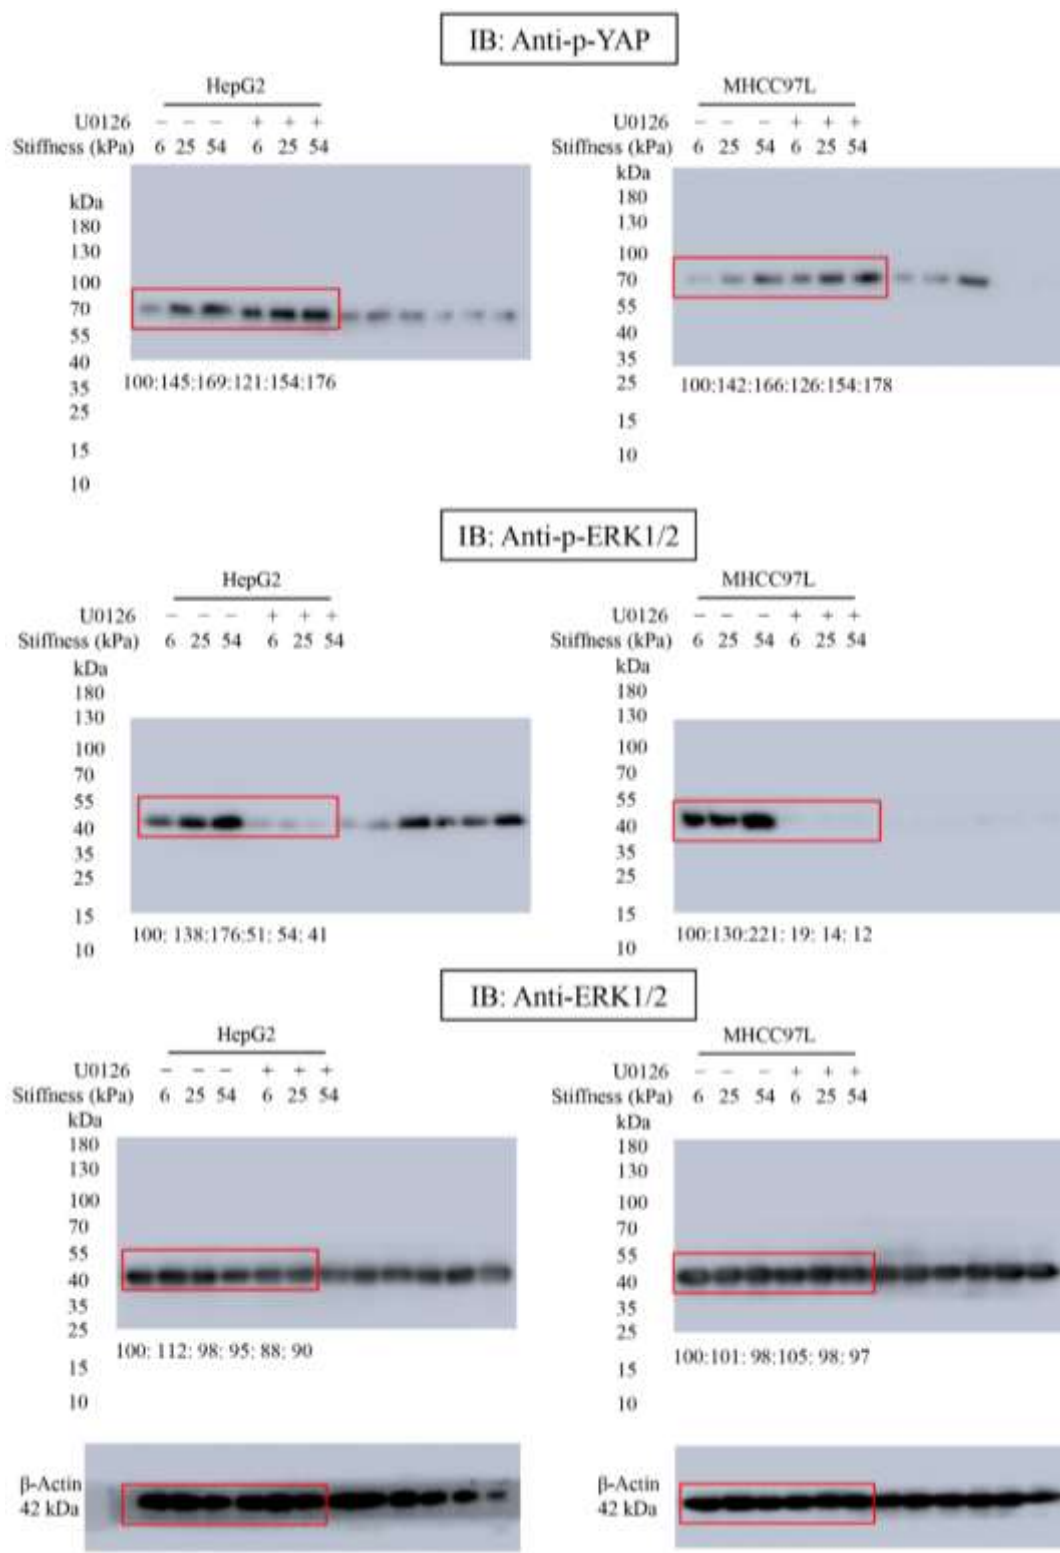 IB: Anti-p-YAP
HepG2
U0126 − − − + + +
Stiffness (kPa) 6 25 54 6 25 54
kDa
180
130
100
70
55
40
35
25
15
10
100:145:169:121:154:176
MHCC97L
U0126 − − − + + +
Stiffness (kPa) 6 25 54 6 25 54
kDa
180
130
100
70
55
40
35
25
15
10
100:142:166:126:154:178
IB: Anti-p-ERK1/2
HepG2
U0126 − − − + + +
Stiffness (kPa) 6 25 54 6 25 54
kDa
180
130
100
70
55
40
35
25
15
10
100: 138:176:51: 54: 41
MHCC97L
U0126 − − − + + +
Stiffness (kPa) 6 25 54 6 25 54
kDa
180
130
100
70
55
40
35
25
15
10
100:130:221: 19: 14: 12
IB: Anti-ERK1/2
HepG2
U0126 − − − + + +
Stiffness (kPa) 6 25 54 6 25 54
kDa
180
130
100
70
55
40
35
25
15
10
100: 112: 98: 95: 88: 90
MHCC97L
U0126 − − − + + +
Stiffness (kPa) 6 25 54 6 25 54
kDa
180
130
100
70
55
40
35
25
15
10
100:101: 98:105: 98: 97
β-Actin
42 kDa
β-Actin
42 kDa